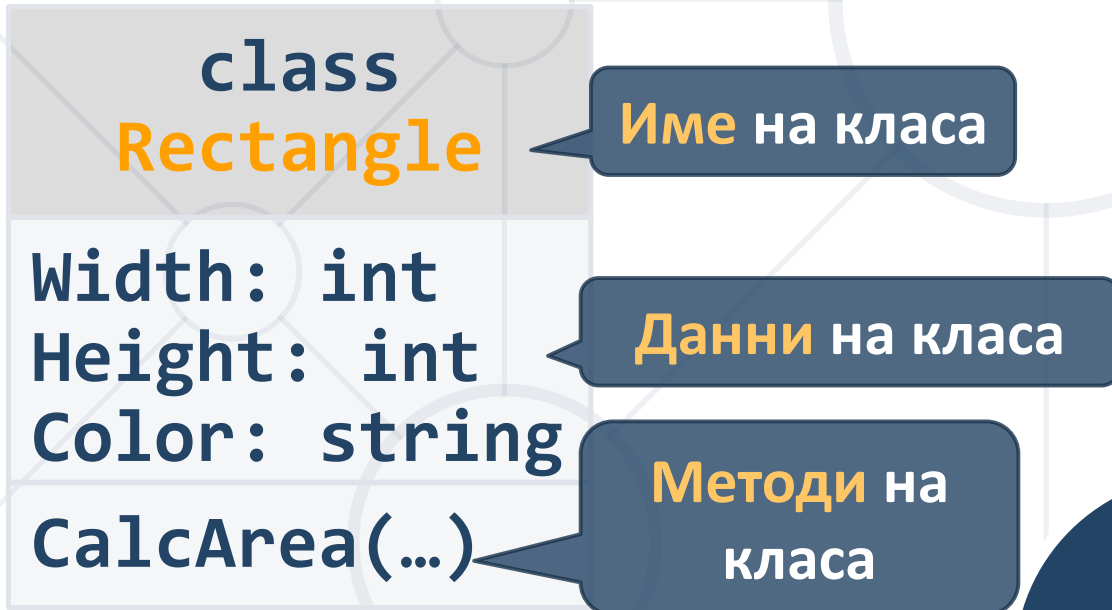 class
Rectangle
Име на класа
Width: int
Height: int
Color: string
Данни на класа
CalcArea(…)
Методи на
класа